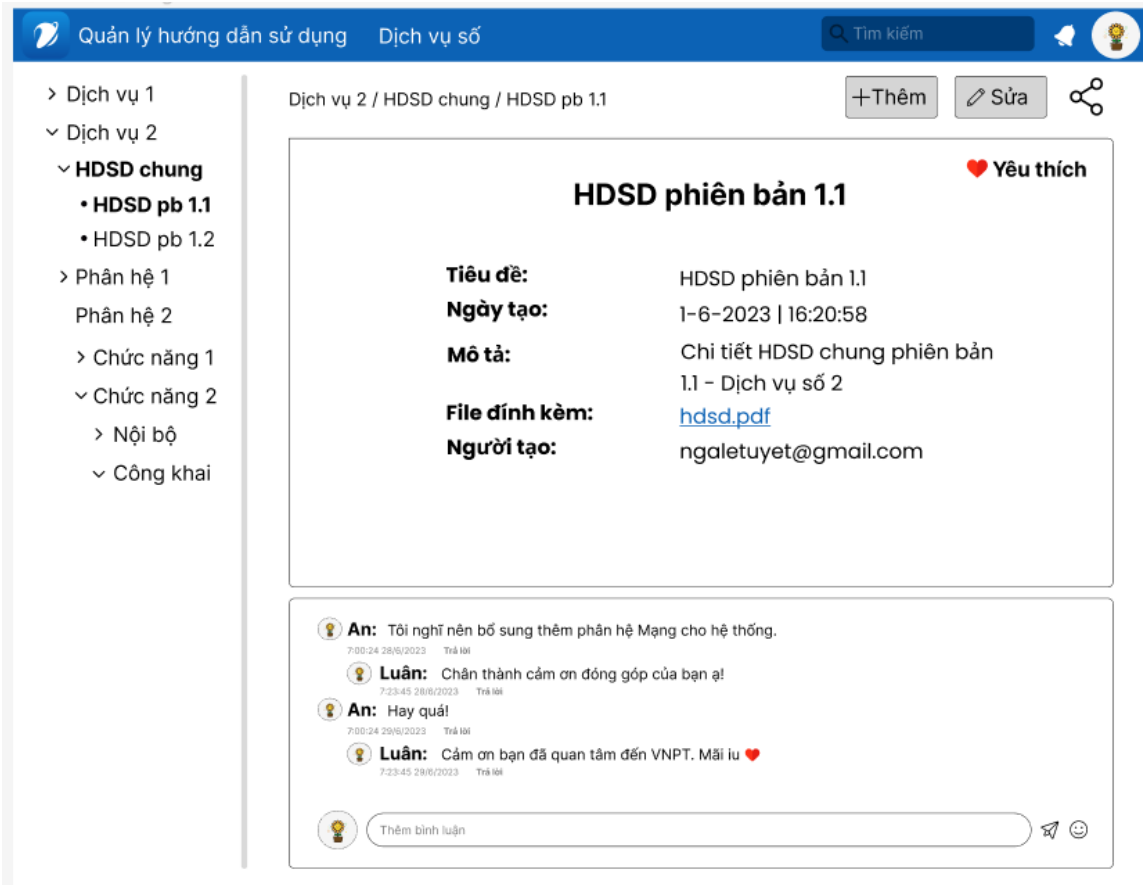 Quản lý hướng dẫn sử dụng Dịch vụ số Tìm kiếm
> Dịch vụ 1
Dịch vụ 2
HDSD chung
• HDSD pb 1.1
• HDSD pb 1.2
> Phân hệ 1
Phân hệ 2
> Chức năng 1
Chức năng 2
> Nội bộ
Công khai
Dịch vụ 2 / HDSD chung / HDSD pb 1.1
+Thêm Sửa
❤ Yêu thích
HDSD phiên bản 1.1
Tiêu đề: HDSD phiên bản 1.1
Ngày tạo: 1-6-2023 | 16:20:58
Mô tả: Chi tiết HDSD chung phiên bản
1.1 - Dịch vụ số 2
File đính kèm: hdsd.pdf
Người tạo: ngaletuyet@gmail.com
An: Tôi nghĩ nên bổ sung thêm phân hệ Mạng cho hệ thống.
7:00:24 28/6/2023 Trả lời
Luân: Chân thành cảm ơn đóng góp của bạn ạ!
7:23:45 28/6/2023 Trả lời
An: Hay quá!
7:00:24 29/6/2023 Trả lời
Luân: Cảm ơn bạn đã quan tâm đến VNPT. Mãi iu ❤
7:23:45 29/6/2023 Trả lời
Thêm bình luận